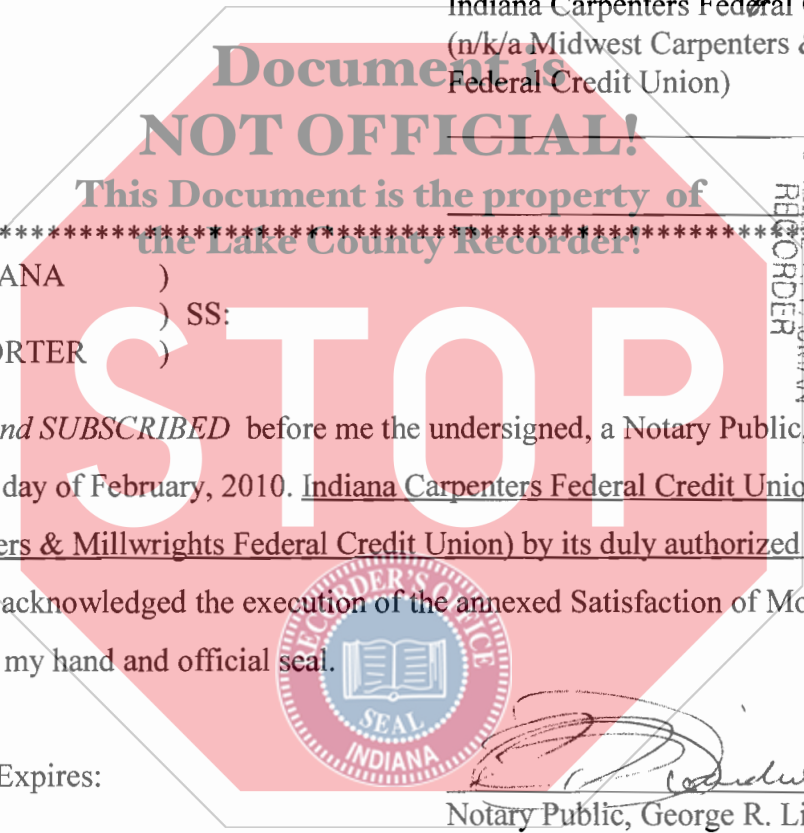 Indiana Carpenters Federal
(n/k/a Midwest Carpenters &
Federal Credit Union)
Document is
NOT OFFICIAL!
This Document is the property of
the Lake County Recorder!
RECORDER
**************************************************
ANA )
) SS:
ORTER )
STOP
nd SUBSCRIBED before me the undersigned, a Notary Public,
day of February, 2010. Indiana Carpenters Federal Credit Unio
ers & Millwrights Federal Credit Union) by its duly authorized
acknowledged the execution of the annexed Satisfaction of Mo
my hand and official seal.
RECORDER'S OFFICE
SEAL
INDIANA
Expires:
Notary Public, George R. Li